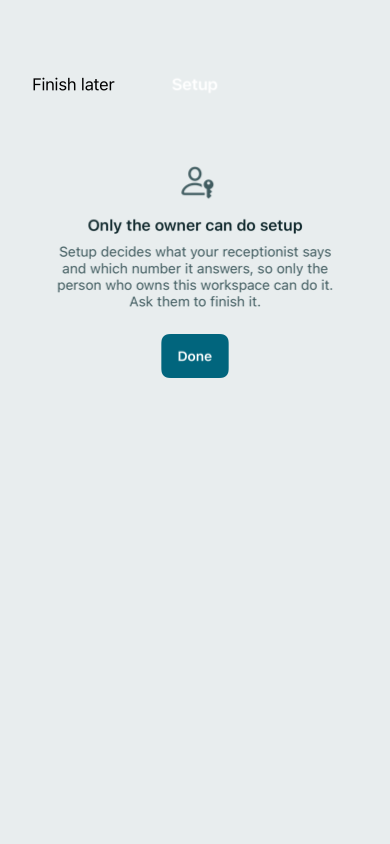 Finish later
Setup
Only the owner can do setup
Setup decides what your receptionist says
and which number it answers, so only the
person who owns this workspace can do it.
Ask them to finish it.
Done